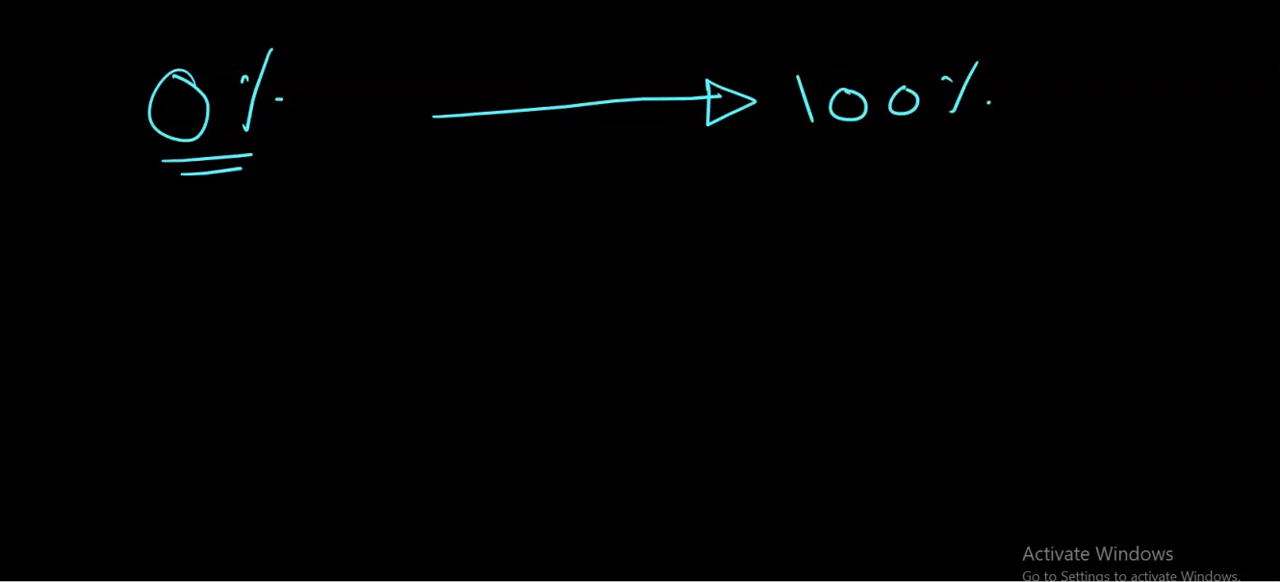 0% → 100%
Activate Windows
Go to Settings to activate Windows.